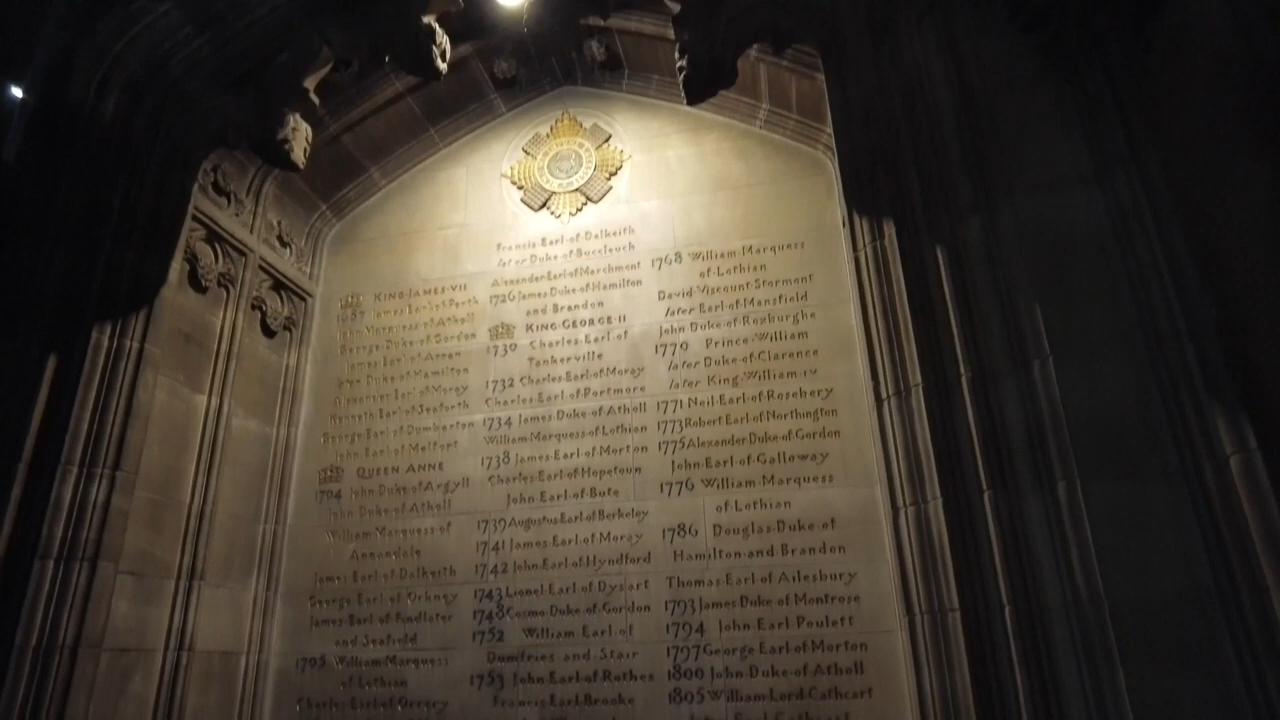 KING·JAMES·VII
1687 James·Earl·of·Perth
John·Marquess·of·Atholl
George·Duke·of·Gordon
James·Earl·of·Arran
John·Duke·of·Hamilton
Alexander·Earl·of·Moray
Kenneth·Earl·of·Seaforth
George·Earl·of·Dumbarton
John·Earl·of·Melfort
QUEEN·ANNE
1704 John·Duke·of·Argyll
John·Duke·of·Atholl
William·Marquess·of
Annandale
James·Earl·of·Dalkeith
George·Earl·of·Orkney
James·Earl·of·Findlater
and·Seafield
1705 William·Marquess
of·Lothian
Charles·Earl·of·Orrery
Francis·Earl·of·Dalkeith
later Duke·of·Buccleuch
Alexander·Earl·of·Marchmont
1726 James·Duke·of·Hamilton
and·Brandon
KING·GEORGE·II
1730 Charles·Earl·of
Tankerville
1732 Charles·Earl·of·Moray
Charles·Earl·of·Portmore
1734 James·Duke·of·Atholl
William·Marquess·of·Lothian
1738 James·Earl·of·Morton
Charles·Earl·of·Hopetoun
John·Earl·of·Bute
1739 Augustus·Earl·of·Berkeley
1741 James·Earl·of·Moray
1742 John·Earl·of·Hyndford
1743 Lionel·Earl·of·Dysart
1748 Cosmo·Duke·of·Gordon
1752 William·Earl·of
Dumfries·and·Stair
1753 John·Earl·of·Rothes
Francis·Earl·Brooke
1768 William·Marquess
of·Lothian
David·Viscount·Stormont
later Earl·of·Mansfield
John·Duke·of·Roxburghe
1770 Prince·William
later Duke·of·Clarence
later King·William·IV
1771 Neil·Earl·of·Rosebery
1773 Robert·Earl·of·Northington
1775 Alexander·Duke·of·Gordon
John·Earl·of·Galloway
1776 William·Marquess
of·Lothian
1786 Douglas·Duke·of
Hamilton·and·Brandon
Thomas·Earl·of·Ailesbury
1793 James·Duke·of·Montrose
1794 John·Earl·Poulett
1797 George·Earl·of·Morton
1800 John·Duke·of·Atholl
1805 William·Lord·Cathcart